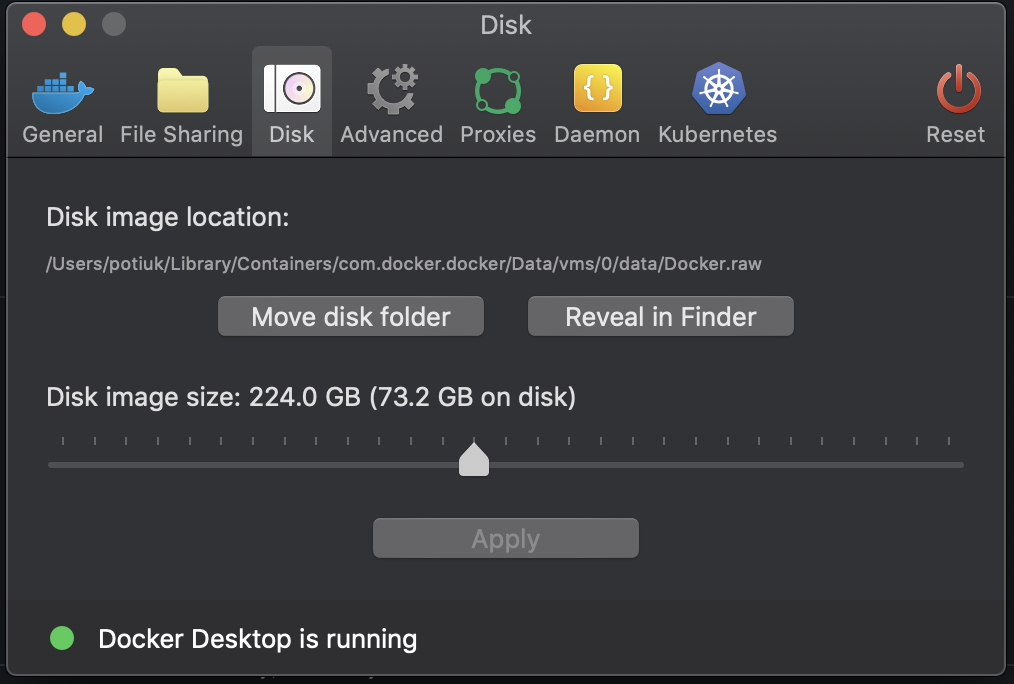 Disk
General File Sharing Disk Advanced Proxies Daemon Kubernetes Reset
Disk image location:
/Users/potiuk/Library/Containers/com.docker.docker/Data/vms/0/data/Docker.raw
Move disk folder Reveal in Finder
Disk image size: 224.0 GB (73.2 GB on disk)
Apply
Docker Desktop is running